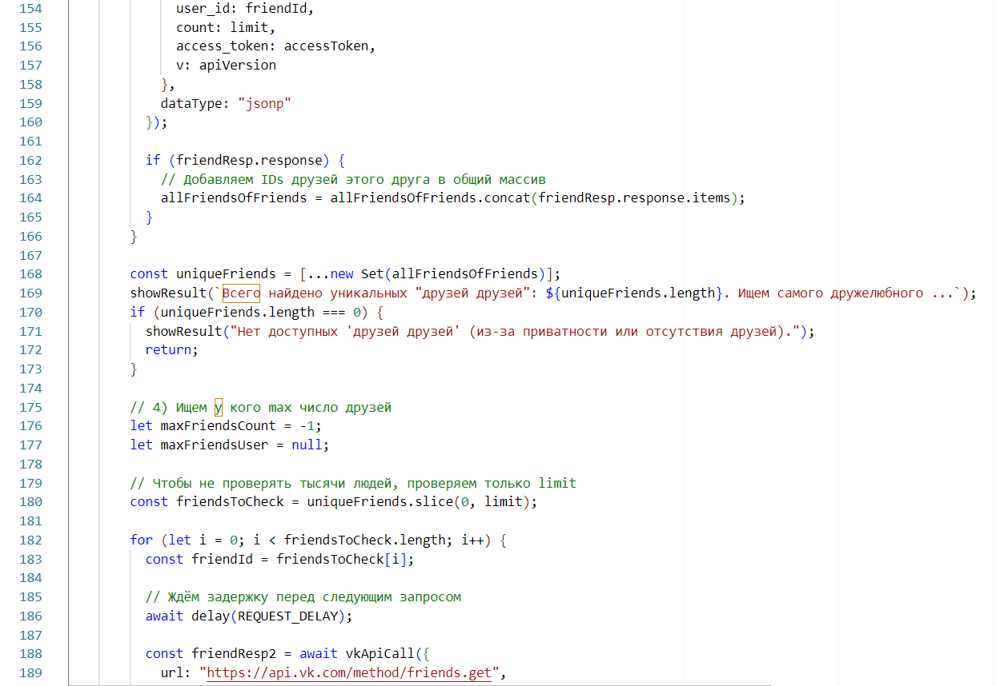 154 user_id: friendId,
155 count: limit,
156 access_token: accessToken,
157 v: apiVersion
158 },
159 dataType: "jsonp"
160 });
161
162 if (friendResp.response) {
163 // Добавляем IDs друзей этого друга в общий массив
164 allFriendsOfFriends = allFriendsOfFriends.concat(friendResp.response.items);
165 }
166 }
167
168 const uniqueFriends = [...new Set(allFriendsOfFriends)];
169 showResult(`Всего найдено уникальных "друзей друзей": ${uniqueFriends.length}. Ищем самого дружелюбного ...`);
170 if (uniqueFriends.length === 0) {
171 showResult("Нет доступных 'друзей друзей' (из-за приватности или отсутствия друзей).");
172 return;
173 }
174
175 // 4) Ищем у кого max число друзей
176 let maxFriendsCount = -1;
177 let maxFriendsUser = null;
178
179 // Чтобы не проверять тысячи людей, проверяем только limit
180 const friendsToCheck = uniqueFriends.slice(0, limit);
181
182 for (let i = 0; i < friendsToCheck.length; i++) {
183 const friendId = friendsToCheck[i];
184
185 // Ждём задержку перед следующим запросом
186 await delay(REQUEST_DELAY);
187
188 const friendResp2 = await vkApiCall({
189 url: "https://api.vk.com/method/friends.get",